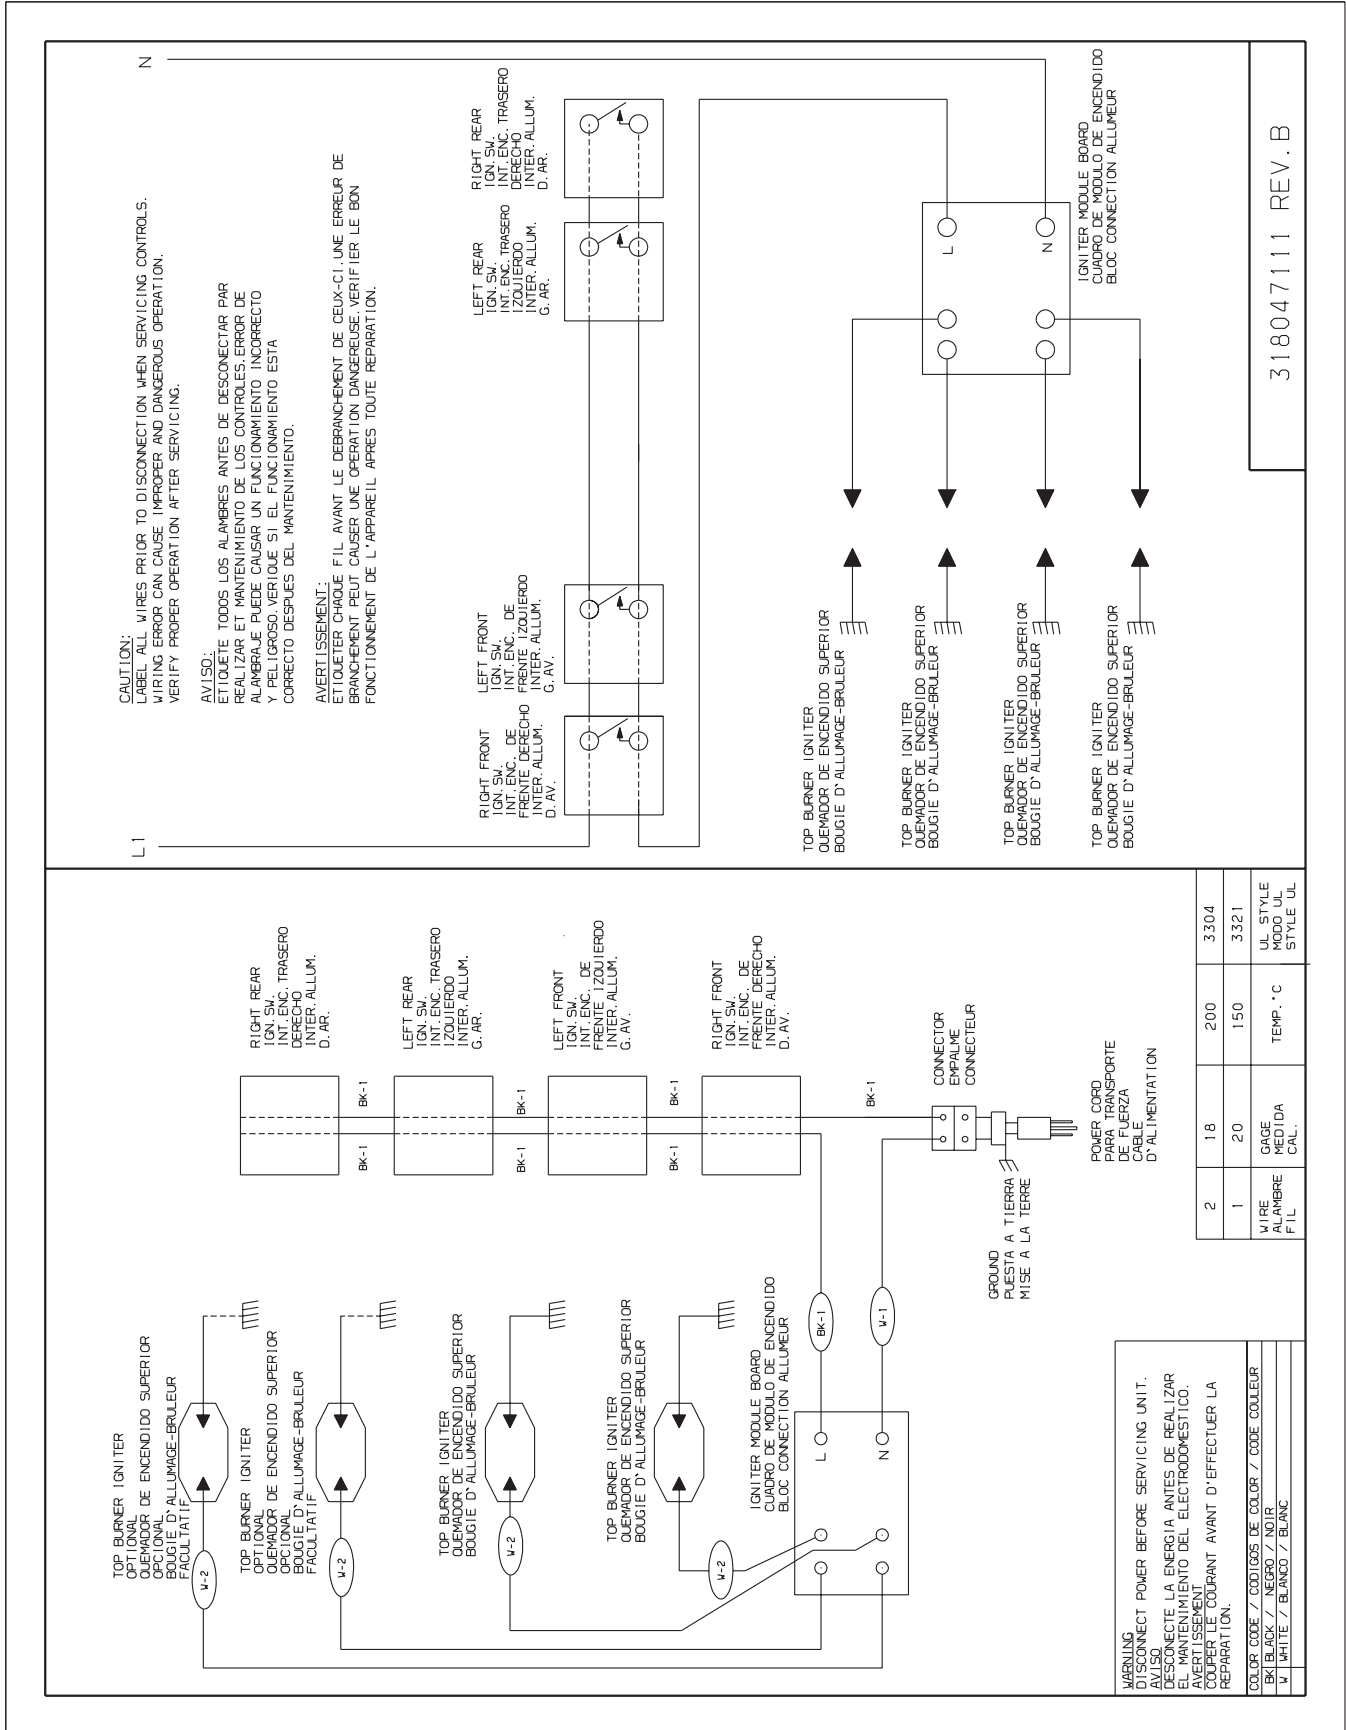 L1
N
CAUTION:
LABEL ALL WIRES PRIOR TO DISCONNECTION WHEN SERVICING CONTROLS.
WIRING ERROR CAN CAUSE IMPROPER AND DANGEROUS OPERATION.
VERIFY PROPER OPERATION AFTER SERVICING.
AVISO:
ETIQUETE TODOS LOS ALAMBRES ANTES DE DESCONECTAR PAR
REALIZAR ET MANTENIMIENTO DE LOS CONTROLES.ERROR DE
ALAMBRAJE PUEDE CAUSAR UN FUNCIONAMIENTO INCORRECTO
Y PELIGROSO.VERIQUE SI EL FUNCIONAMIENTO ESTA
CORRECTO DESPUES DEL MANTENIMIENTO.
AVERTISSEMENT:
ETIQUETER CHAQUE FIL AVANT LE DEBRANCHEMENT DE CEUX-CI.UNE ERREUR DE
BRANCHEMENT PEUT CAUSER UNE OPERATION DANGEREUSE.VERIFIER LE BON
FONCTIONNEMENT DE L'APPAREIL APRES TOUTE REPARATION.
RIGHT FRONT
IGN.SW.
INT.ENC. DE
FRENTE DERECHO
INTER.ALLUM.
D.AV.
LEFT FRONT
IGN.SW.
INT.ENC. DE
FRENTE IZQUIERDO
INTER.ALLUM.
G.AV.
LEFT REAR
IGN.SW.
INT.ENC.TRASERO
IZQUIERDO
INTER.ALLUM.
G.AR.
RIGHT REAR
IGN.SW.
INT.ENC.TRASERO
DERECHO
INTER.ALLUM.
D.AR.
TOP BURNER IGNITER
QUEMADOR DE ENCENDIDO SUPERIOR
BOUGIE D`ALLUMAGE-BRULEUR
TOP BURNER IGNITER
QUEMADOR DE ENCENDIDO SUPERIOR
BOUGIE D`ALLUMAGE-BRULEUR
TOP BURNER IGNITER
QUEMADOR DE ENCENDIDO SUPERIOR
BOUGIE D`ALLUMAGE-BRULEUR
TOP BURNER IGNITER
QUEMADOR DE ENCENDIDO SUPERIOR
BOUGIE D`ALLUMAGE-BRULEUR
L
N
IGNITER MODULE BOARD
CUADRO DE MODULO DE ENCENDIDO
BLOC CONNECTION ALLUMEUR
318047111 REV.B
TOP BURNER IGNITER
OPTIONAL
QUEMADOR DE ENCENDIDO SUPERIOR
OPCIONAL
BOUGIE D`ALLUMAGE-BRULEUR
FACULTATIF
W-2
TOP BURNER IGNITER
OPTIONAL
QUEMADOR DE ENCENDIDO SUPERIOR
OPCIONAL
BOUGIE D`ALLUMAGE-BRULEUR
FACULTATIF
W-2
TOP BURNER IGNITER
QUEMADOR DE ENCENDIDO SUPERIOR
BOUGIE D`ALLUMAGE-BRULEUR
W-2
TOP BURNER IGNITER
QUEMADOR DE ENCENDIDO SUPERIOR
BOUGIE D`ALLUMAGE-BRULEUR
W-2
IGNITER MODULE BOARD
CUADRO DE MODULO DE ENCENDIDO
BLOC CONNECTION ALLUMEUR
L
N
BK-1
W-1
RIGHT REAR
IGN.SW.
INT.ENC.TRASERO
DERECHO
INTER.ALLUM.
D.AR.
BK-1
BK-1
LEFT REAR
IGN.SW.
INT.ENC.TRASERO
IZQUIERDO
INTER.ALLUM.
G.AR.
BK-1
BK-1
LEFT FRONT
IGN.SW.
INT.ENC. DE
FRENTE IZQUIERDO
INTER.ALLUM.
G.AV.
BK-1
BK-1
RIGHT FRONT
IGN.SW.
INT.ENC. DE
FRENTE DERECHO
INTER.ALLUM.
D.AV.
BK-1
CONNECTOR
EMPALME
CONNECTEUR
GROUND
PUESTA A TIERRA
MISE A LA TERRE
POWER CORD
PARA TRANSPORTE
DE FUERZA
CABLE
D`ALIMENTATION
WARNING
DISCONNECT POWER BEFORE SERVICING UNIT.
AVISO
DESCONECTE LA ENERGIA ANTES DE REALIZAR
EL MANTENIMIENTO DEL ELECTRODOMESTICO.
AVERTISSEMENT
COUPER LE COURANT AVANT D'EFFECTUER LA
REPARATION.
COLOR CODE / CODIGOS DE COLOR / CODE COULEUR
BK BLACK / NEGRO / NOIR
W WHITE / BLANCO / BLANC
2 18 200 3304
1 20 150 3321
WIRE
ALAMBRE
FIL
GAGE
MEDIDA
CAL.
TEMP.°C
UL STYLE
MODO UL
STYLE UL